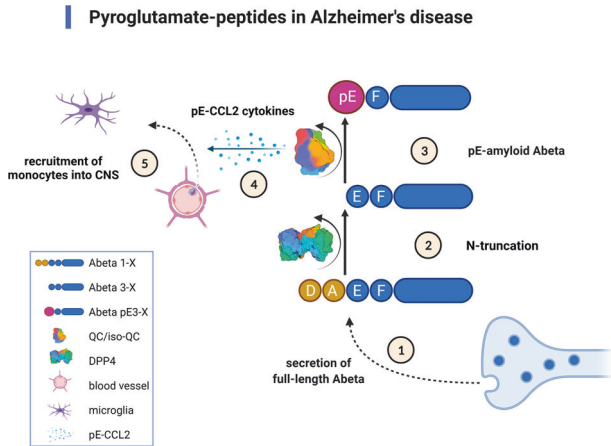 Pyroglutamate-peptides in Alzheimer's disease
pE F
pE-CCL2 cytokines
3
pE-amyloid Abeta
recruitment of
monocytes into CNS
5
4
E F
2
N-truncation
D A E F
1
secretion of
full-length Abeta
Abeta 1-X
Abeta 3-X
Abeta pE3-X
QC/iso-QC
DPP4
blood vessel
microglia
pE-CCL2